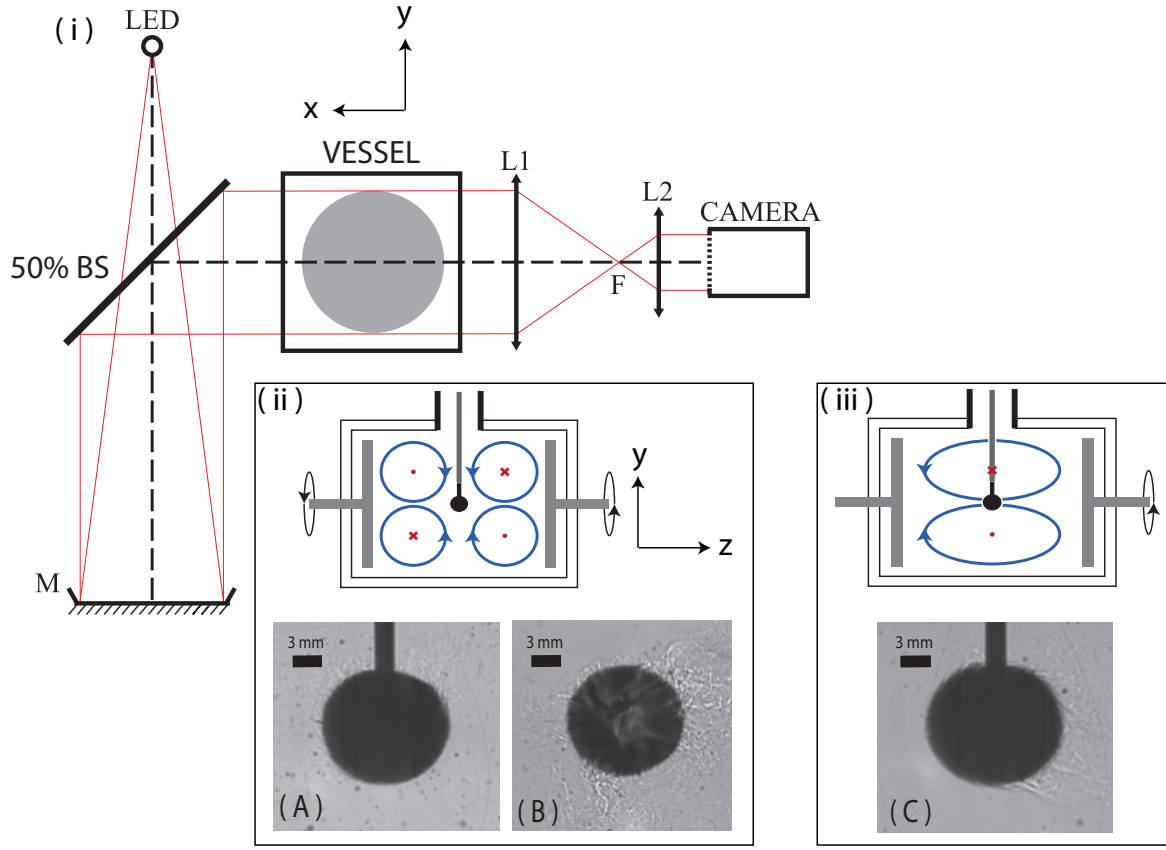 ( i )
LED
y
x
VESSEL
L1
L2
CAMERA
50% BS
F
M
( ii )
y
z
3 mm
3 mm
( A )
( B )
( iii )
3 mm
( C )